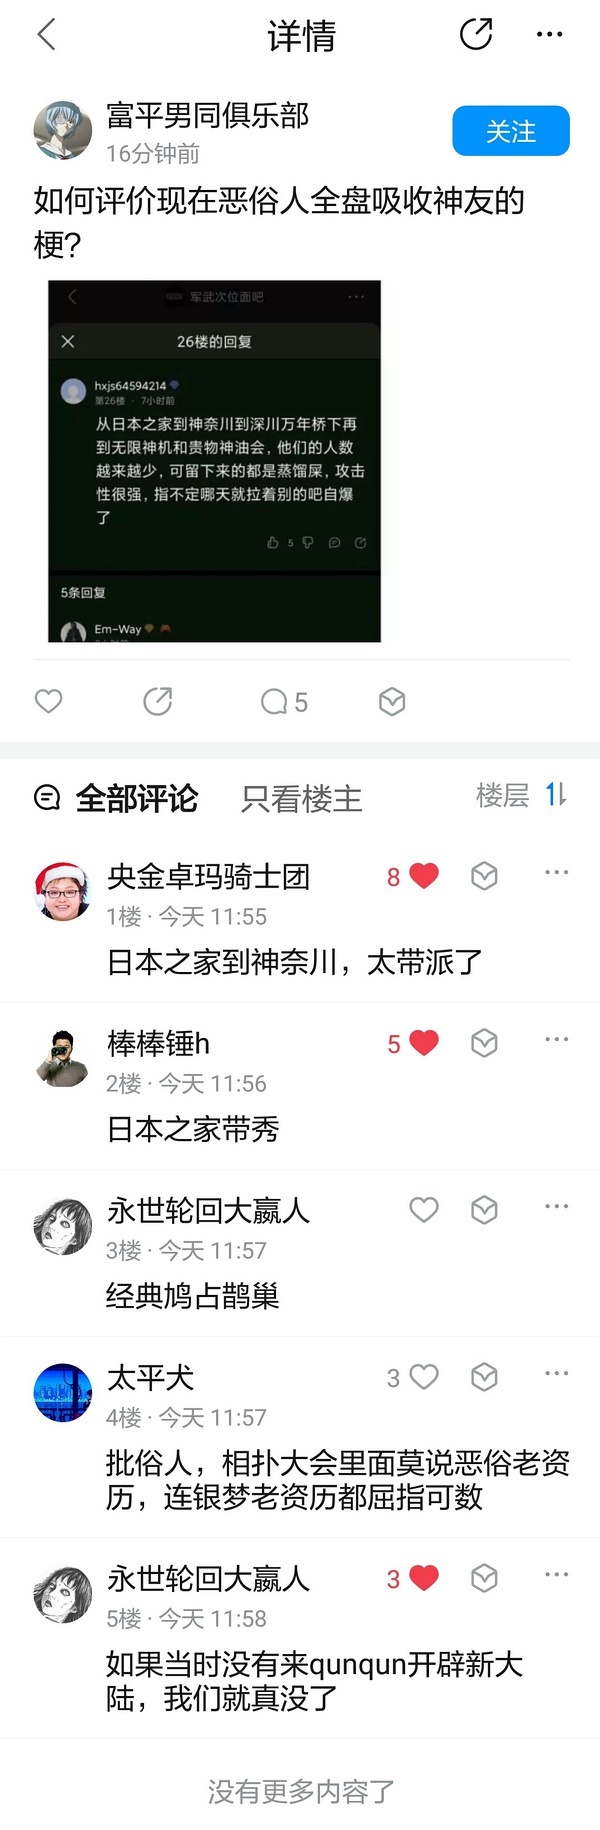 详情
富平男同俱乐部
16分钟前
关注
如何评价现在恶俗人全盘吸收神友的
梗?
军武次位面吧
26楼的回复
hxjs64594214
第26楼 · 7小时前
从日本之家到神奈川到深川万年桥下再
到无限神机和贵物神油会，他们的人数
越来越少，可留下来的都是蒸馏屎，攻击
性很强，指不定哪天就拉着别的吧自爆
了
5
5条回复
Em-Way
5
全部评论
只看楼主
楼层
央金卓玛骑士团
8
1楼 · 今天 11:55
日本之家到神奈川，太带派了
棒棒锤h
5
2楼 · 今天 11:56
日本之家带秀
永世轮回大嬴人
3楼 · 今天 11:57
经典鸠占鹊巢
太平犬
3
4楼 · 今天 11:57
批俗人，相扑大会里面莫说恶俗老资
历，连银梦老资历都屈指可数
永世轮回大嬴人
3
5楼 · 今天 11:58
如果当时没有来qunqun开辟新大
陆，我们就真没了
没有更多内容了